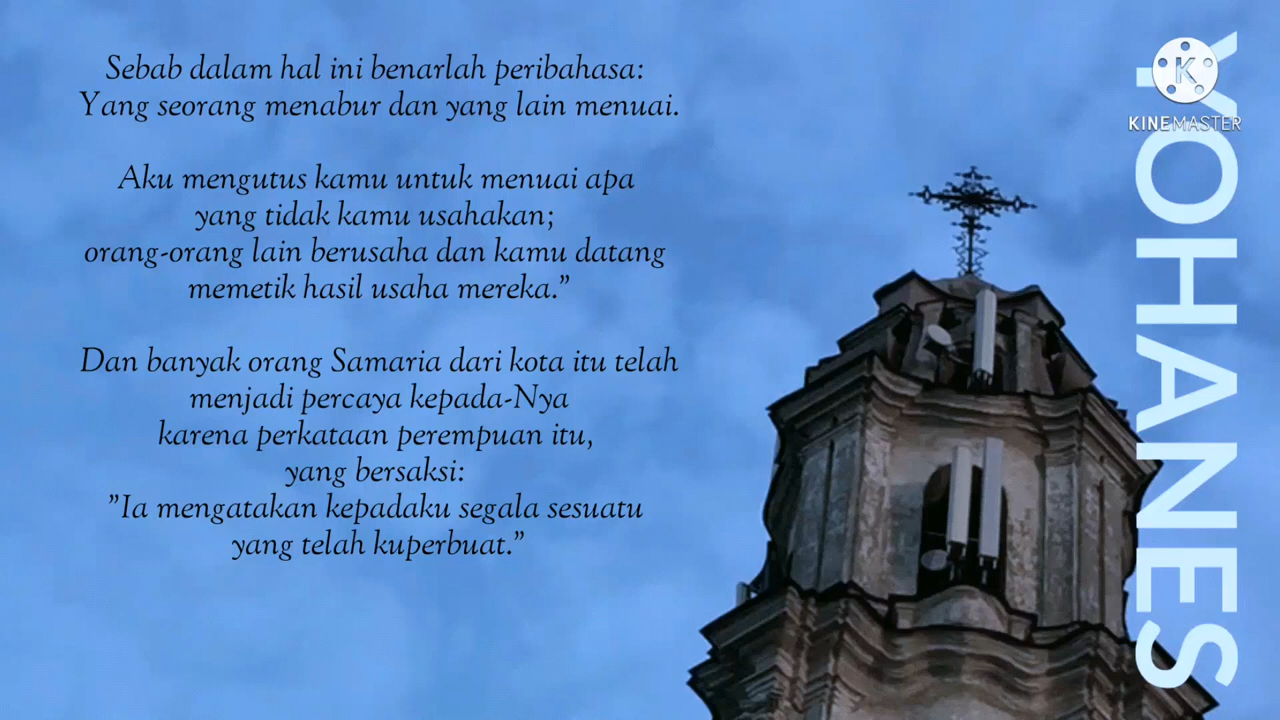 Sebab dalam hal ini benarlah peribahasa:
Yang seorang menabur dan yang lain menuai.
Aku mengutus kamu untuk menuai apa
yang tidak kamu usahakan;
orang-orang lain berusaha dan kamu datang
memetik hasil usaha mereka.”
Dan banyak orang Samaria dari kota itu telah
menjadi percaya kepada-Nya
karena perkataan perempuan itu,
yang bersaksi:
”Ia mengatakan kepadaku segala sesuatu
yang telah kuperbuat.”
YOHANES
K
KINEMASTER